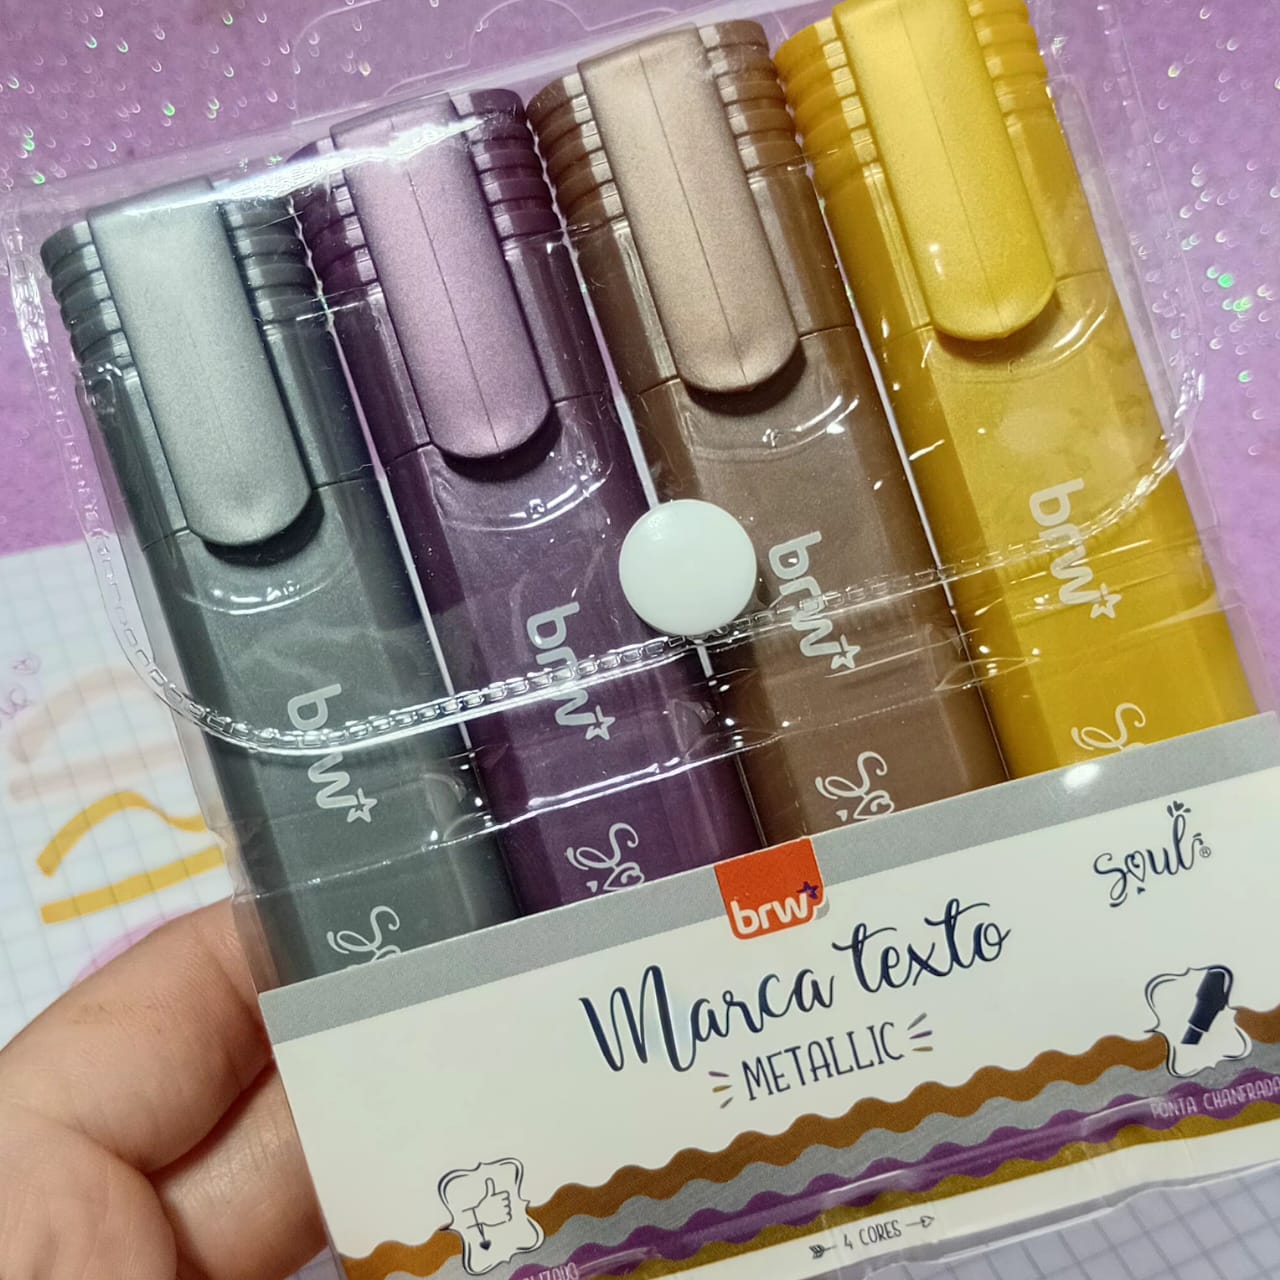 brw
brw
brw
brw
brw
Soul®
Marca texto
METALLIC
PONTA CHANFRADA
4 CORES